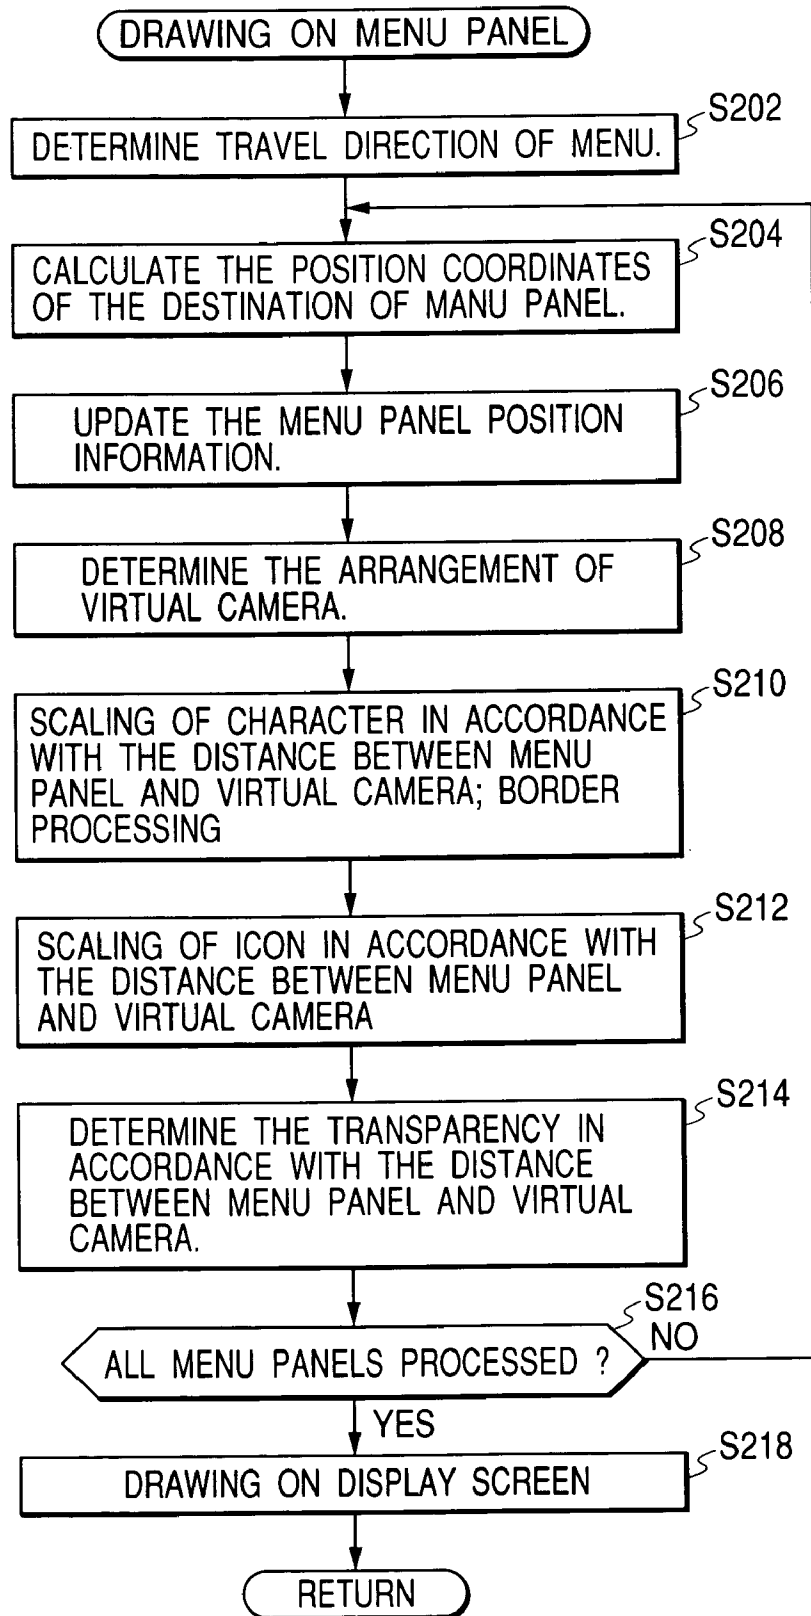 DRAWING ON MENU PANEL
S202
DETERMINE TRAVEL DIRECTION OF MENU.
S204
CALCULATE THE POSITION COORDINATES
OF THE DESTINATION OF MANU PANEL.
S206
UPDATE THE MENU PANEL POSITION
INFORMATION.
S208
DETERMINE THE ARRANGEMENT OF
VIRTUAL CAMERA.
S210
SCALING OF CHARACTER IN ACCORDANCE
WITH THE DISTANCE BETWEEN MENU
PANEL AND VIRTUAL CAMERA; BORDER
PROCESSING
S212
SCALING OF ICON IN ACCORDANCE WITH
THE DISTANCE BETWEEN MENU PANEL
AND VIRTUAL CAMERA
S214
DETERMINE THE TRANSPARENCY IN
ACCORDANCE WITH THE DISTANCE
BETWEEN MENU PANEL AND VIRTUAL
CAMERA.
S216
ALL MENU PANELS PROCESSED ?
NO
YES
S218
DRAWING ON DISPLAY SCREEN
RETURN